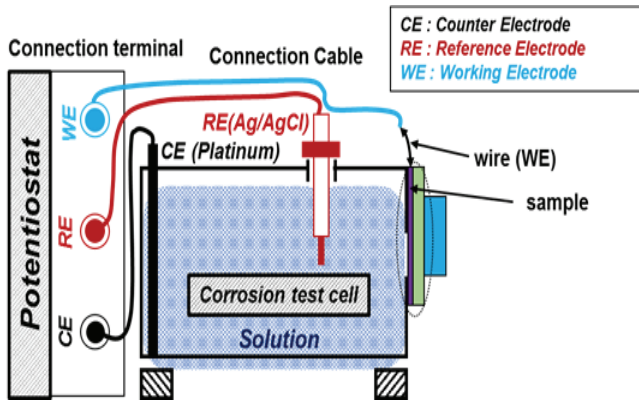 CE : Counter Electrode
RE : Reference Electrode
WE : Working Electrode
Connection terminal
Connection Cable
Potentiostat
WE
RE
CE
RE(Ag/AgCl)
CE (Platinum)
wire (WE)
sample
Corrosion test cell
Solution